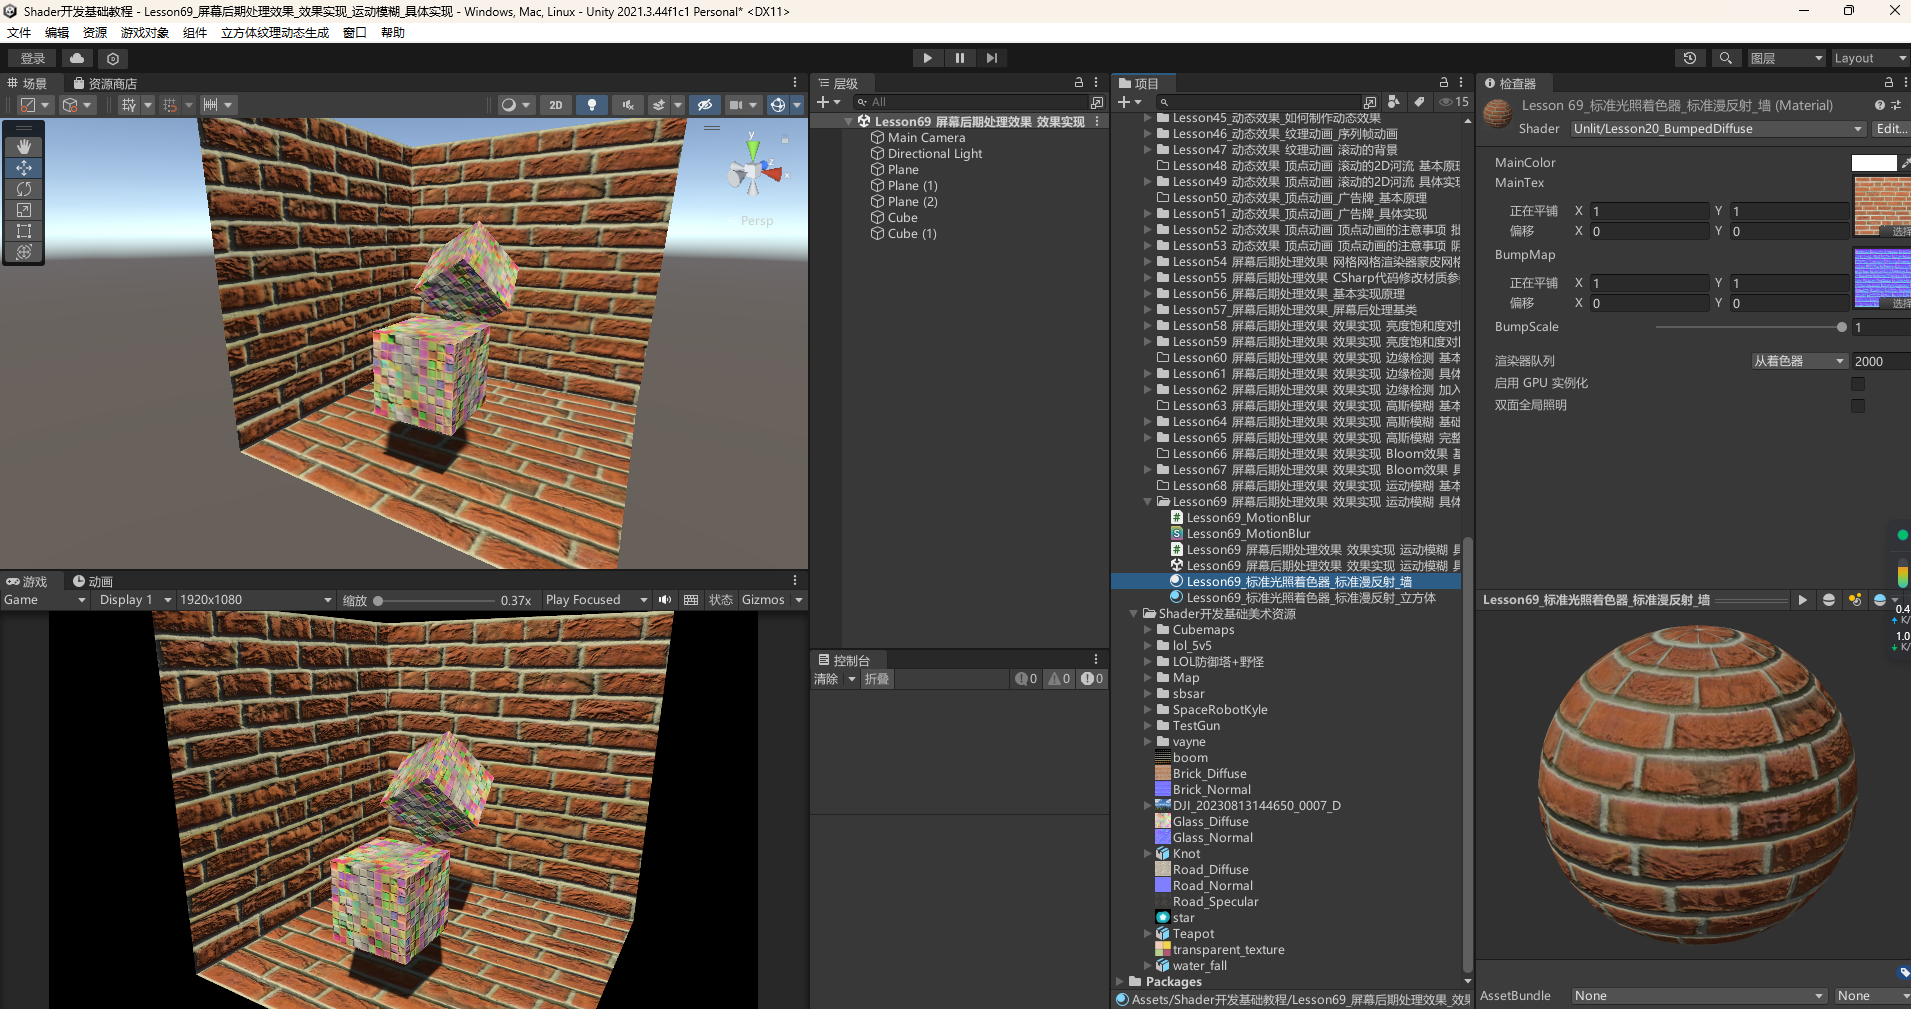 Shader开发基础教程 - Lesson69_屏幕后期处理效果_效果实现_运动模糊_具体实现 - Windows, Mac, Linux - Unity 2021.3.44f1c1 Personal* <DX11>
文件 编辑 资源 游戏对象 组件 立方体纹理动态生成 窗口 帮助
登录
图层 Layout
场景 资源商店
2D
Persp
y
z
x
游戏 动画
Game Display 1 1920x1080 缩放 0.37x Play Focused 状态 Gizmos
层级
All
Lesson69 屏幕后期处理效果 效果实现
Main Camera
Directional Light
Plane
Plane (1)
Plane (2)
Cube
Cube (1)
控制台
清除 折叠 0 0 0
项目
15
Lesson45_动态效果_如何制作动态效果
Lesson46_动态效果_纹理动画_序列帧动画
Lesson47 动态效果 纹理动画 滚动的背景
Lesson48 动态效果 顶点动画 滚动的2D河流 基本原
Lesson49 动态效果 顶点动画 滚动的2D河流 具体实
Lesson50_动态效果_顶点动画_广告牌_基本原理
Lesson51_动态效果_顶点动画_广告牌_具体实现
Lesson52 动态效果 顶点动画 顶点动画的注意事项 批
Lesson53 动态效果 顶点动画 顶点动画的注意事项 阴
Lesson54 屏幕后期处理效果 网格网格渲染器蒙皮网
Lesson55 屏幕后期处理效果 CSharp代码修改材质参
Lesson56_屏幕后期处理效果_基本实现原理
Lesson57_屏幕后期处理效果_屏幕后处理基类
Lesson58 屏幕后期处理效果 效果实现 亮度饱和度对
Lesson59 屏幕后期处理效果 效果实现 亮度饱和度对
Lesson60 屏幕后期处理效果 效果实现 边缘检测 基本
Lesson61 屏幕后期处理效果 效果实现 边缘检测 具体
Lesson62 屏幕后期处理效果 效果实现 边缘检测 加入
Lesson63 屏幕后期处理效果 效果实现 高斯模糊 基本
Lesson64 屏幕后期处理效果 效果实现 高斯模糊 基础
Lesson65 屏幕后期处理效果 效果实现 高斯模糊 完整
Lesson66 屏幕后期处理效果 效果实现 Bloom效果 基
Lesson67 屏幕后期处理效果 效果实现 Bloom效果 具
Lesson68 屏幕后期处理效果 效果实现 运动模糊 基本
Lesson69 屏幕后期处理效果 效果实现 运动模糊 具体
Lesson69_MotionBlur
Lesson69_MotionBlur
Lesson69 屏幕后期处理效果 效果实现 运动模糊 具
Lesson69 屏幕后期处理效果 效果实现 运动模糊 具
Lesson69_标准光照着色器_标准漫反射_墙
Lesson69_标准光照着色器_标准漫反射_立方体
Shader开发基础美术资源
Cubemaps
lol_5v5
LOL防御塔+野怪
Map
sbsar
SpaceRobotKyle
TestGun
vayne
boom
Brick_Diffuse
Brick_Normal
DJI_20230813144650_0007_D
Glass_Diffuse
Glass_Normal
Knot
Road_Diffuse
Road_Normal
Road_Specular
star
Teapot
transparent_texture
water_fall
Packages
Assets/Shader开发基础教程/Lesson69_屏幕后期处理效果_效
检查器
Lesson 69_标准光照着色器_标准漫反射_墙 (Material)
Shader Unlit/Lesson20_BumpedDiffuse Edit...
MainColor
MainTex
正在平铺 X 1 Y 1
偏移 X 0 Y 0
选择
BumpMap
正在平铺 X 1 Y 1
偏移 X 0 Y 0
选择
BumpScale 1
渲染器队列 从着色器 2000
启用 GPU 实例化
双面全局照明
Lesson69_标准光照着色器_标准漫反射_墙
0.4
K/
1.0
K/
AssetBundle None None